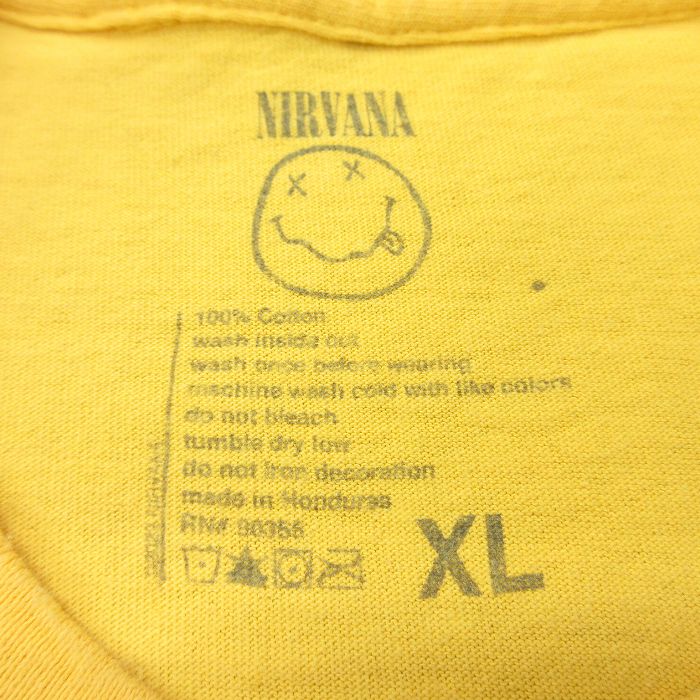 NIRVANA
100% Cotton
wash inside out
wash once before wearing
machine wash cold with like colors
do not bleach
tumble dry low
do not iron decoration
made in Honduras
RN#
XL